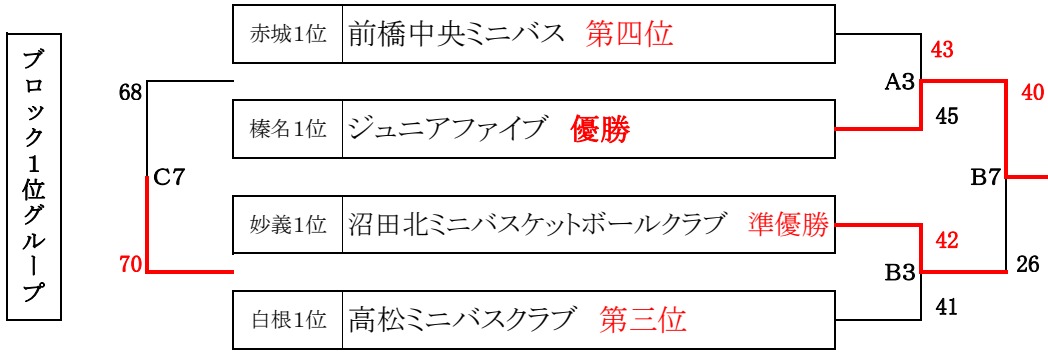 ブロック1位グループ
赤城1位 前橋中央ミニバス 第四位
榛名1位 ジュニアファイブ 優勝
妙義1位 沼田北ミニバスケットボールクラブ 準優勝
白根1位 高松ミニバスクラブ 第三位
68
C7
70
43
A3
45
40
B7
26
42
B3
41